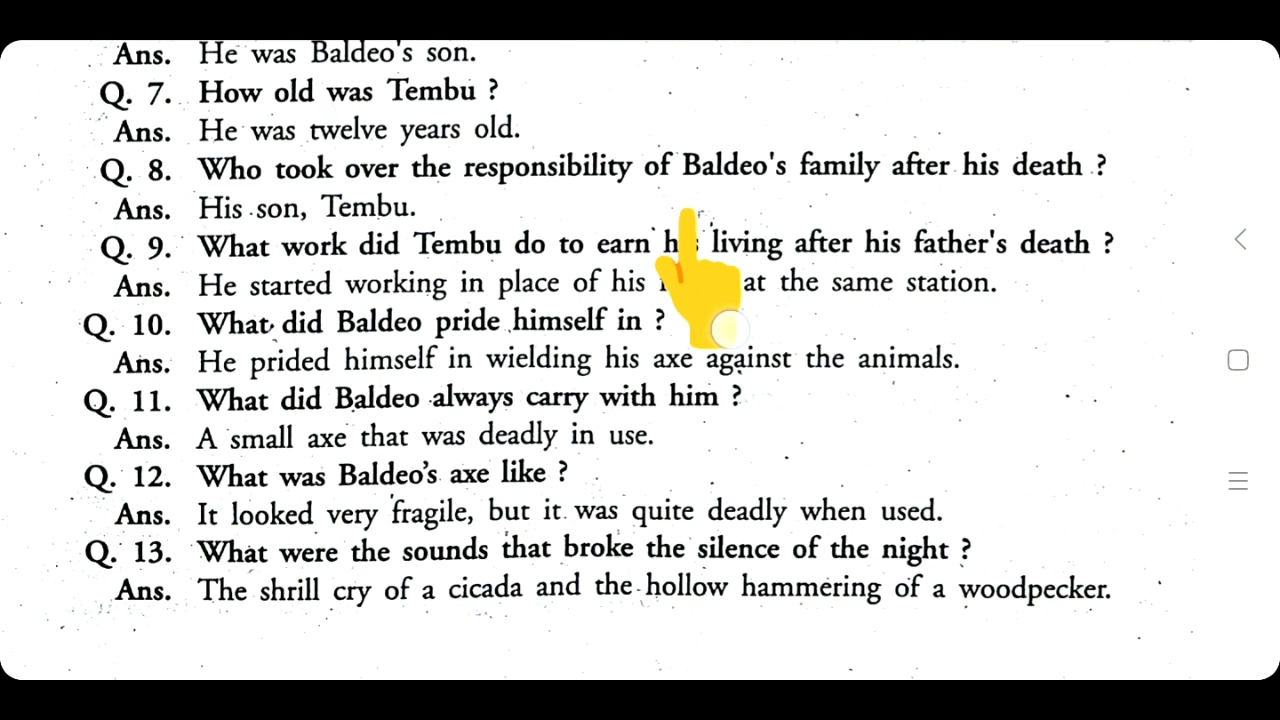 Ans. He was Baldeo's son.
Q. 7. How old was Tembu ?
Ans. He was twelve years old.
Q. 8. Who took over the responsibility of Baldeo's family after his death ?
Ans. His son, Tembu.
Q. 9. What work did Tembu do to earn living after his father's death ?
Ans. He started working in place of his at the same station.
Q. 10. What did Baldeo pride himself in ?
Ans. He prided himself in wielding his axe against the animals.
Q. 11. What did Baldeo always carry with him ?
Ans. A small axe that was deadly in use.
Q. 12. What was Baldeo's axe like ?
Ans. It looked very fragile, but it was quite deadly when used.
Q. 13. What were the sounds that broke the silence of the night ?
Ans. The shrill cry of a cicada and the hollow hammering of a woodpecker.